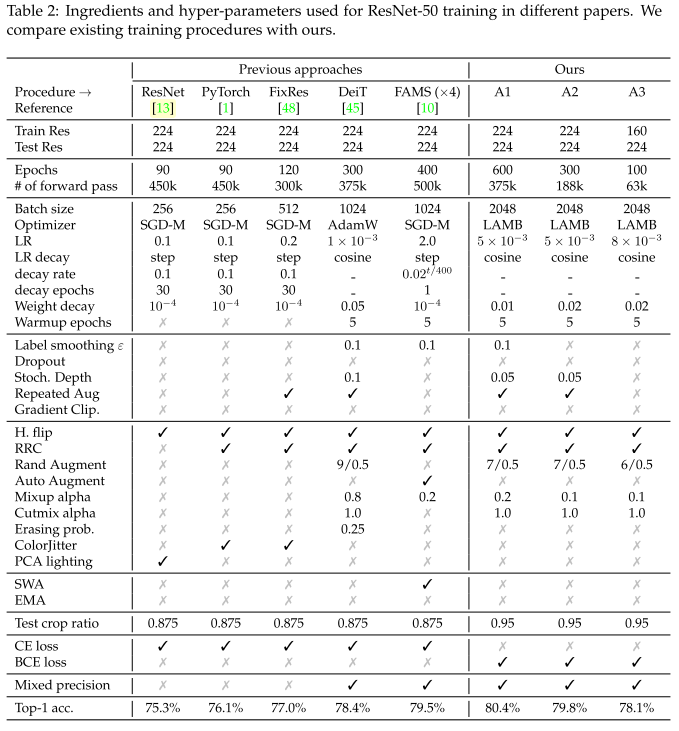 Table 2: Ingredients and hyper-parameters used for ResNet-50 training in different papers. We
compare existing training procedures with ours.
Previous approaches Ours
Procedure → ResNet PyTorch FixRes DeiT FAMS (×4) A1 A2 A3
Reference [13] [1] [48] [45] [10]
Train Res 224 224 224 224 224 224 224 160
Test Res 224 224 224 224 224 224 224 224
Epochs 90 90 120 300 400 600 300 100
# of forward pass 450k 450k 300k 375k 500k 375k 188k 63k
Batch size 256 256 512 1024 1024 2048 2048 2048
Optimizer SGD-M SGD-M SGD-M AdamW SGD-M LAMB LAMB LAMB
LR 0.1 0.1 0.2 1 × 10⁻³ 2.0 5 × 10⁻³ 5 × 10⁻³ 8 × 10⁻³
LR decay step step step cosine step cosine cosine cosine
decay rate 0.1 0.1 0.1 - 0.02^{t/400} - - -
decay epochs 30 30 30 - 1 - - -
Weight decay 10⁻⁴ 10⁻⁴ 10⁻⁴ 0.05 10⁻⁴ 0.01 0.02 0.02
Warmup epochs ✗ ✗ ✗ 5 5 5 5 5
Label smoothing ε ✗ ✗ ✗ 0.1 0.1 0.1 ✗ ✗
Dropout ✗ ✗ ✗ ✗ ✗ ✗ ✗ ✗
Stoch. Depth ✗ ✗ ✗ 0.1 ✗ 0.05 0.05 ✗
Repeated Aug ✗ ✗ ✓ ✓ ✗ ✓ ✓ ✗
Gradient Clip. ✗ ✗ ✗ ✗ ✗ ✗ ✗ ✗
H. flip ✓ ✓ ✓ ✓ ✓ ✓ ✓ ✓
RRC ✗ ✓ ✓ ✓ ✓ ✓ ✓ ✓
Rand Augment ✗ ✗ ✗ 9/0.5 ✗ 7/0.5 7/0.5 6/0.5
Auto Augment ✗ ✗ ✗ ✗ ✓ ✗ ✗ ✗
Mixup alpha ✗ ✗ ✗ 0.8 0.2 0.2 0.1 0.1
Cutmix alpha ✗ ✗ ✗ 1.0 ✗ 1.0 1.0 1.0
Erasing prob. ✗ ✗ ✗ 0.25 ✗ ✗ ✗ ✗
ColorJitter ✗ ✓ ✓ ✗ ✗ ✗ ✗ ✗
PCA lighting ✓ ✗ ✗ ✗ ✗ ✗ ✗ ✗
SWA ✗ ✗ ✗ ✗ ✓ ✗ ✗ ✗
EMA ✗ ✗ ✗ ✗ ✗ ✗ ✗ ✗
Test crop ratio 0.875 0.875 0.875 0.875 0.875 0.95 0.95 0.95
CE loss ✓ ✓ ✓ ✓ ✓ ✗ ✗ ✗
BCE loss ✗ ✗ ✗ ✗ ✗ ✓ ✓ ✓
Mixed precision ✗ ✗ ✗ ✓ ✓ ✓ ✓ ✓
Top-1 acc. 75.3% 76.1% 77.0% 78.4% 79.5% 80.4% 79.8% 78.1%